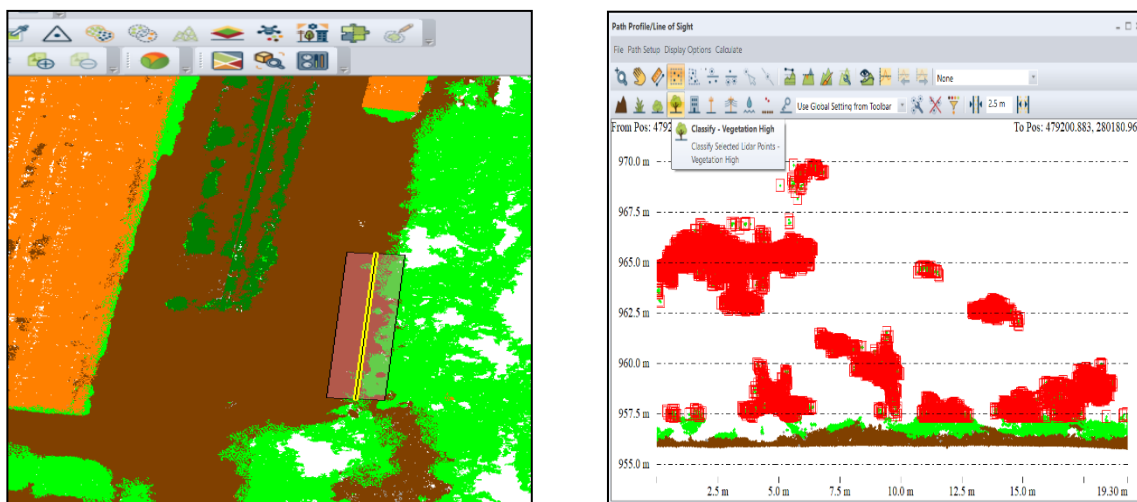 Path Profile/Line of Sight
File Path Setup Display Options Calculate
None
Use Global Setting from Toolbar
2.5 m
From Pos: 4792
To Pos: 479200.883, 280180.96
Classify - Vegetation High
Classify Selected Lidar Points -
Vegetation High
970.0 m
967.5 m
965.0 m
962.5 m
960.0 m
957.5 m
955.0 m
2.5 m 5.0 m 7.5 m 10.0 m 12.5 m 15.0 m 19.30 m